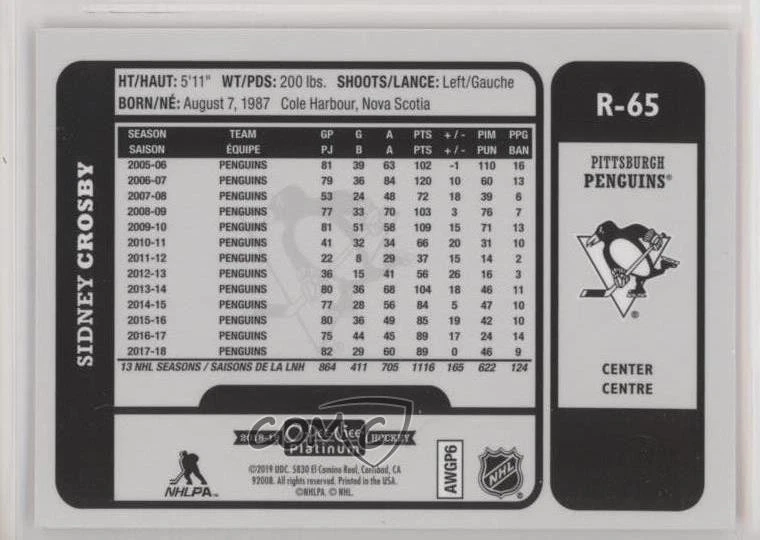 SIDNEY CROSBY
HT/HAUT: 5'11" WT/PDS: 200 lbs. SHOOTS/LANCE: Left/Gauche
BORN/NÉ: August 7, 1987 Cole Harbour, Nova Scotia
SEASON TEAM GP G A PTS +/- PIM PPG
SAISON ÉQUIPE PJ B A PTS +/- PUN BAN
2005-06 PENGUINS 81 39 63 102 -1 110 16
2006-07 PENGUINS 79 36 84 120 10 60 13
2007-08 PENGUINS 53 24 48 72 18 39 6
2008-09 PENGUINS 77 33 70 103 3 76 7
2009-10 PENGUINS 81 51 58 109 15 71 13
2010-11 PENGUINS 41 32 34 66 20 31 10
2011-12 PENGUINS 22 8 29 37 15 14 2
2012-13 PENGUINS 36 15 41 56 26 16 3
2013-14 PENGUINS 80 36 68 104 18 46 11
2014-15 PENGUINS 77 28 56 84 5 47 10
2015-16 PENGUINS 80 36 49 85 19 42 10
2016-17 PENGUINS 75 44 45 89 17 24 14
2017-18 PENGUINS 82 29 60 89 0 46 9
13 NHL SEASONS / SAISONS DE LA LNH 864 411 705 1116 165 622 124
COMC
HOCKEY
Platinum
NHLPA™
©2019 UDC. 5830 El Camino Real, Carlsbad, CA
92008. All rights reserved. Printed in the USA.
©NHLPA. © NHL.
AWGP6
NHL ®
R-65
PITTSBURGH
PENGUINS®
®
CENTER
CENTRE